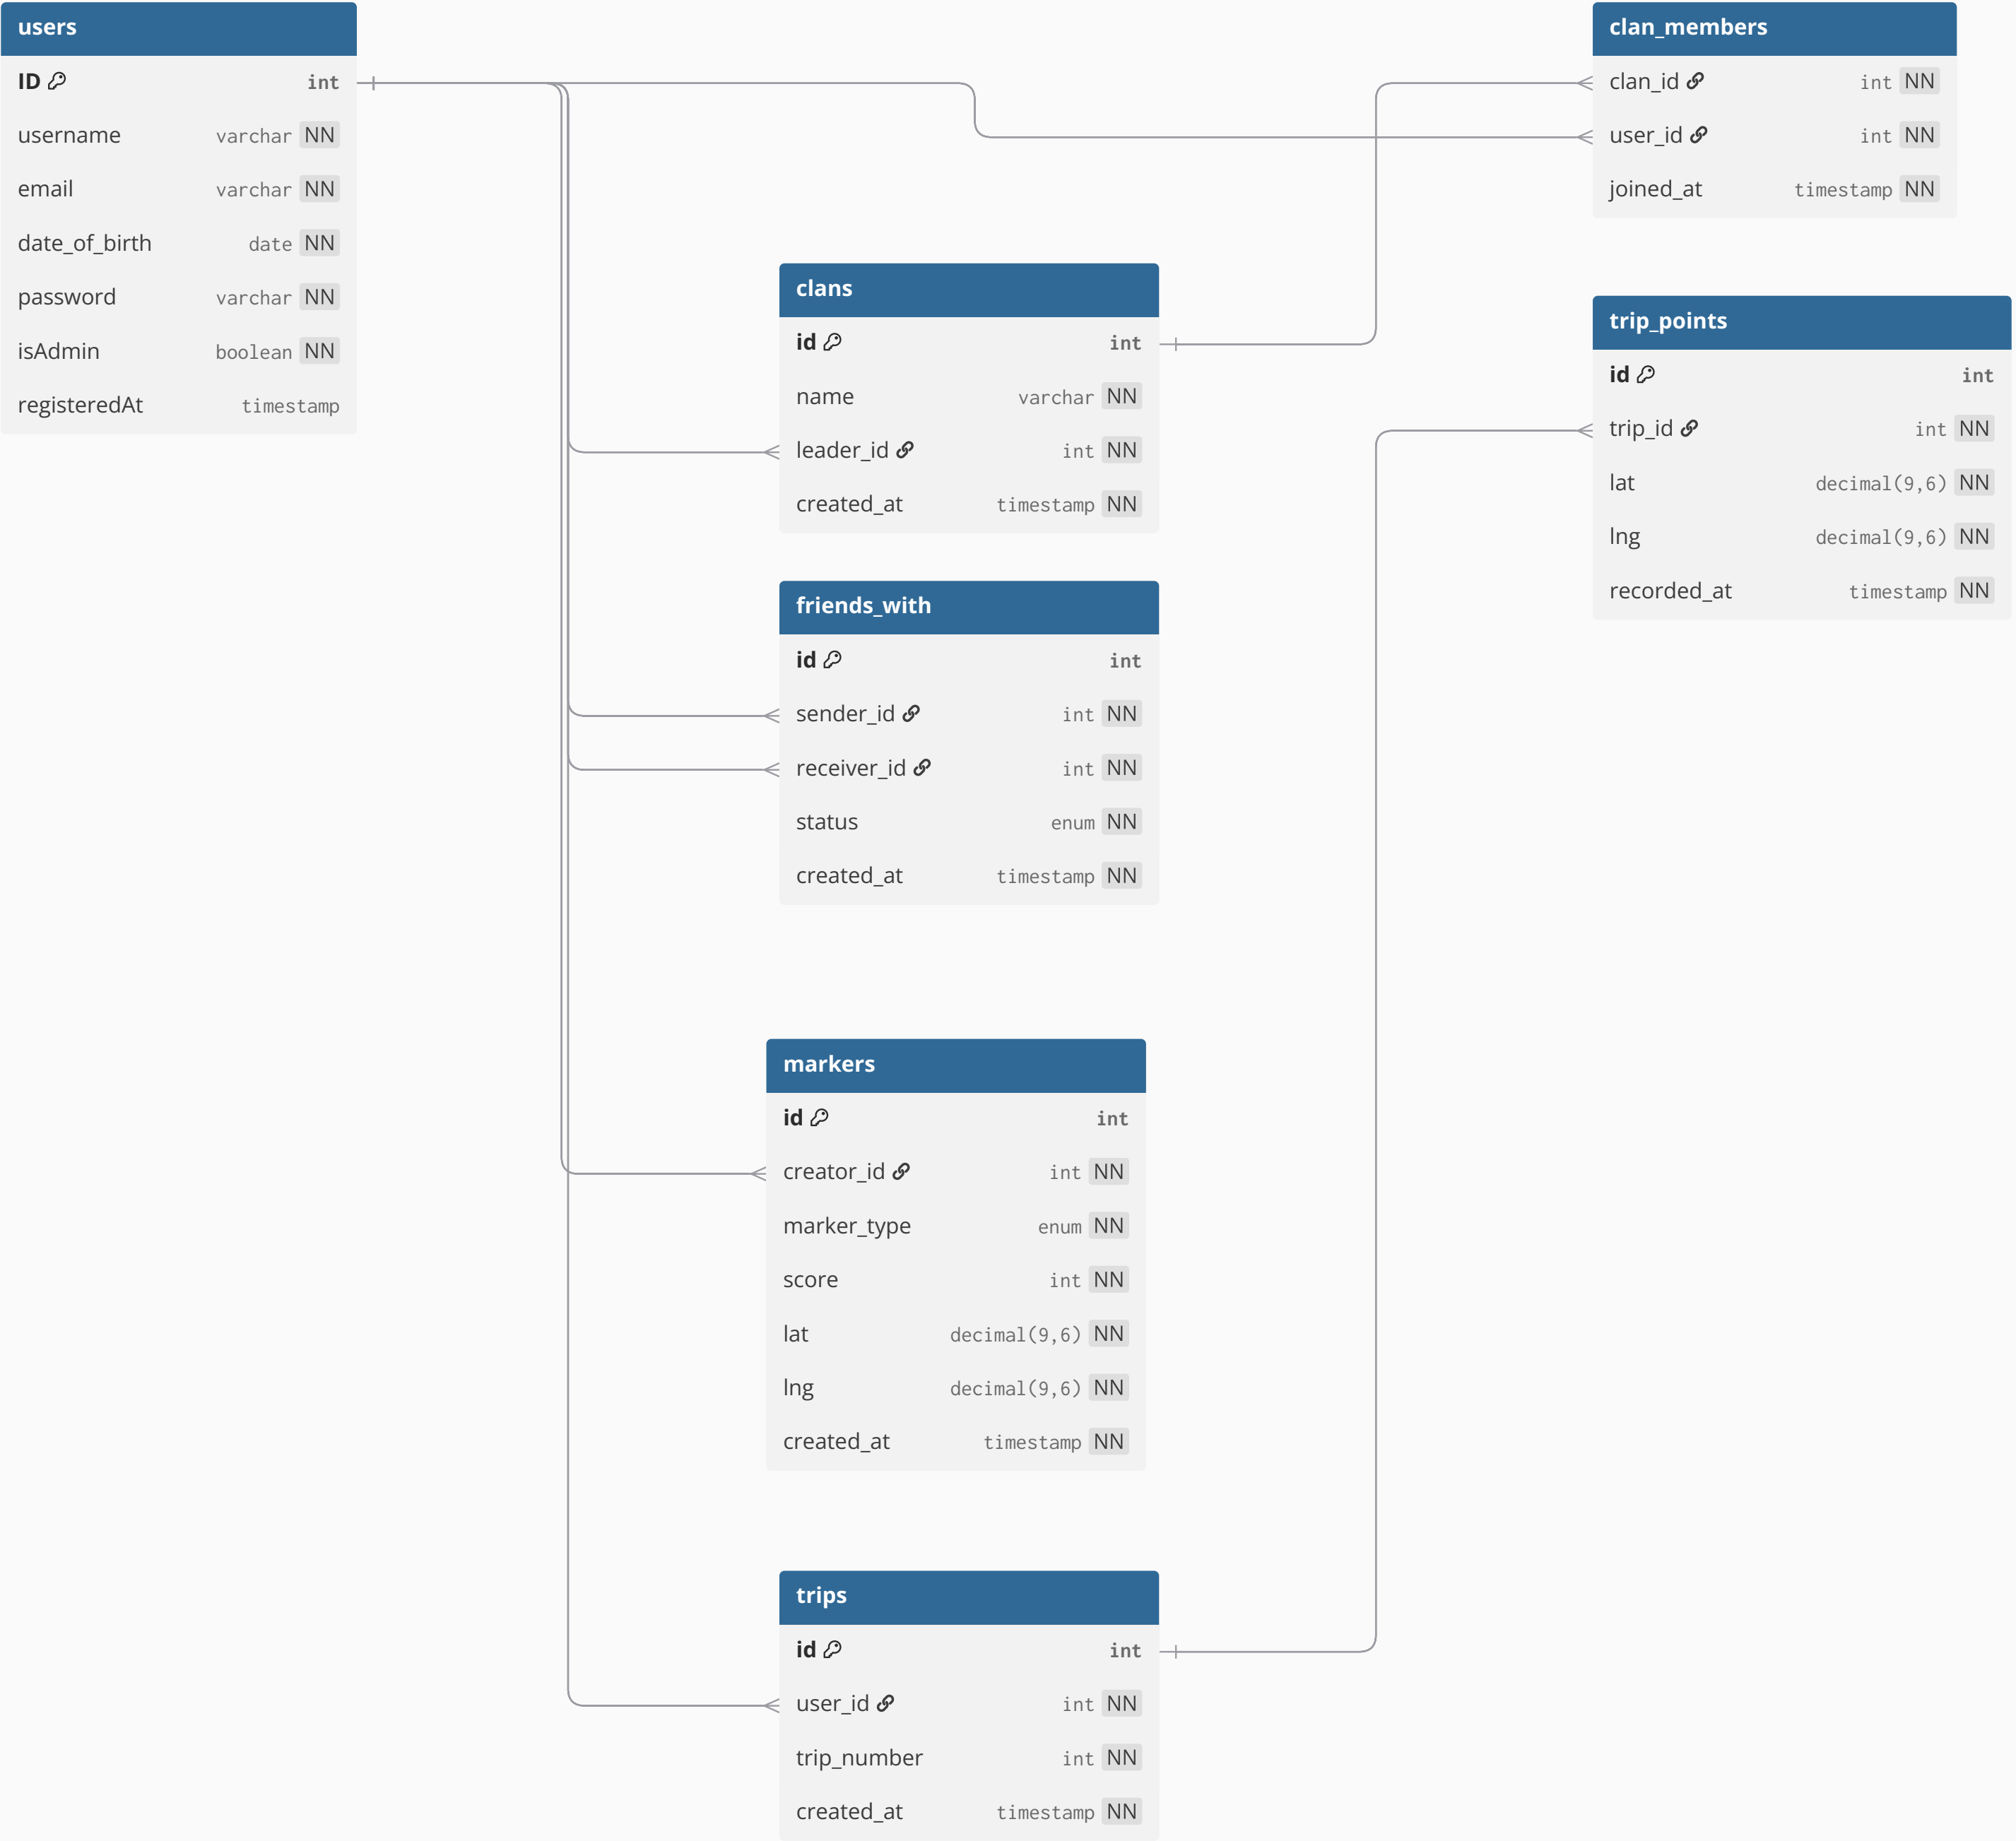 users
ID int
username varchar NN
email varchar NN
date_of_birth date NN
password varchar NN
isAdmin boolean NN
registeredAt timestamp
clans
id int
name varchar NN
leader_id int NN
created_at timestamp NN
friends_with
id int
sender_id int NN
receiver_id int NN
status enum NN
created_at timestamp NN
markers
id int
creator_id int NN
marker_type enum NN
score int NN
lat decimal(9,6) NN
lng decimal(9,6) NN
created_at timestamp NN
trips
id int
user_id int NN
trip_number int NN
created_at timestamp NN
clan_members
clan_id int NN
user_id int NN
joined_at timestamp NN
trip_points
id int
trip_id int NN
lat decimal(9,6) NN
lng decimal(9,6) NN
recorded_at timestamp NN